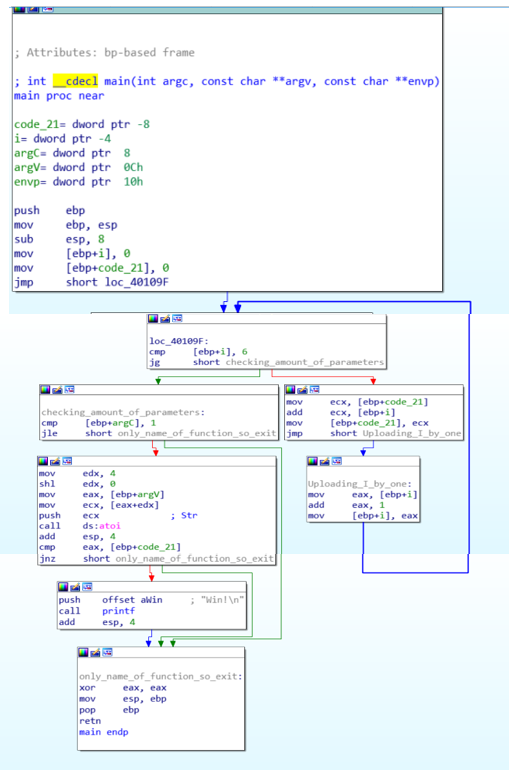 ; Attributes: bp-based frame
; int __cdecl main(int argc, const char **argv, const char **envp)
main proc near
code_21= dword ptr -8
i= dword ptr -4
argC= dword ptr  8
argV= dword ptr  0Ch
envp= dword ptr  10h
push    ebp
mov     ebp, esp
sub     esp, 8
mov     [ebp+i], 0
mov     [ebp+code_21], 0
jmp     short loc_40109F
loc_40109F:
cmp     [ebp+i], 6
jg      short checking_amount_of_parameters
checking_amount_of_parameters:
cmp     [ebp+argC], 1
jle     short only_name_of_function_so_exit
mov     ecx, [ebp+code_21]
add     ecx, [ebp+i]
mov     [ebp+code_21], ecx
jmp     short Uploading_I_by_one
mov     edx, 4
shl     edx, 0
mov     eax, [ebp+argV]
mov     ecx, [eax+edx]
push    ecx             ; Str
call    ds:atoi
add     esp, 4
cmp     eax, [ebp+code_21]
jnz     short only_name_of_function_so_exit
Uploading_I_by_one:
mov     eax, [ebp+i]
add     eax, 1
mov     [ebp+i], eax
push    offset aWin     ; "Win!\n"
call    printf
add     esp, 4
only_name_of_function_so_exit:
xor     eax, eax
mov     esp, ebp
pop     ebp
retn
main endp